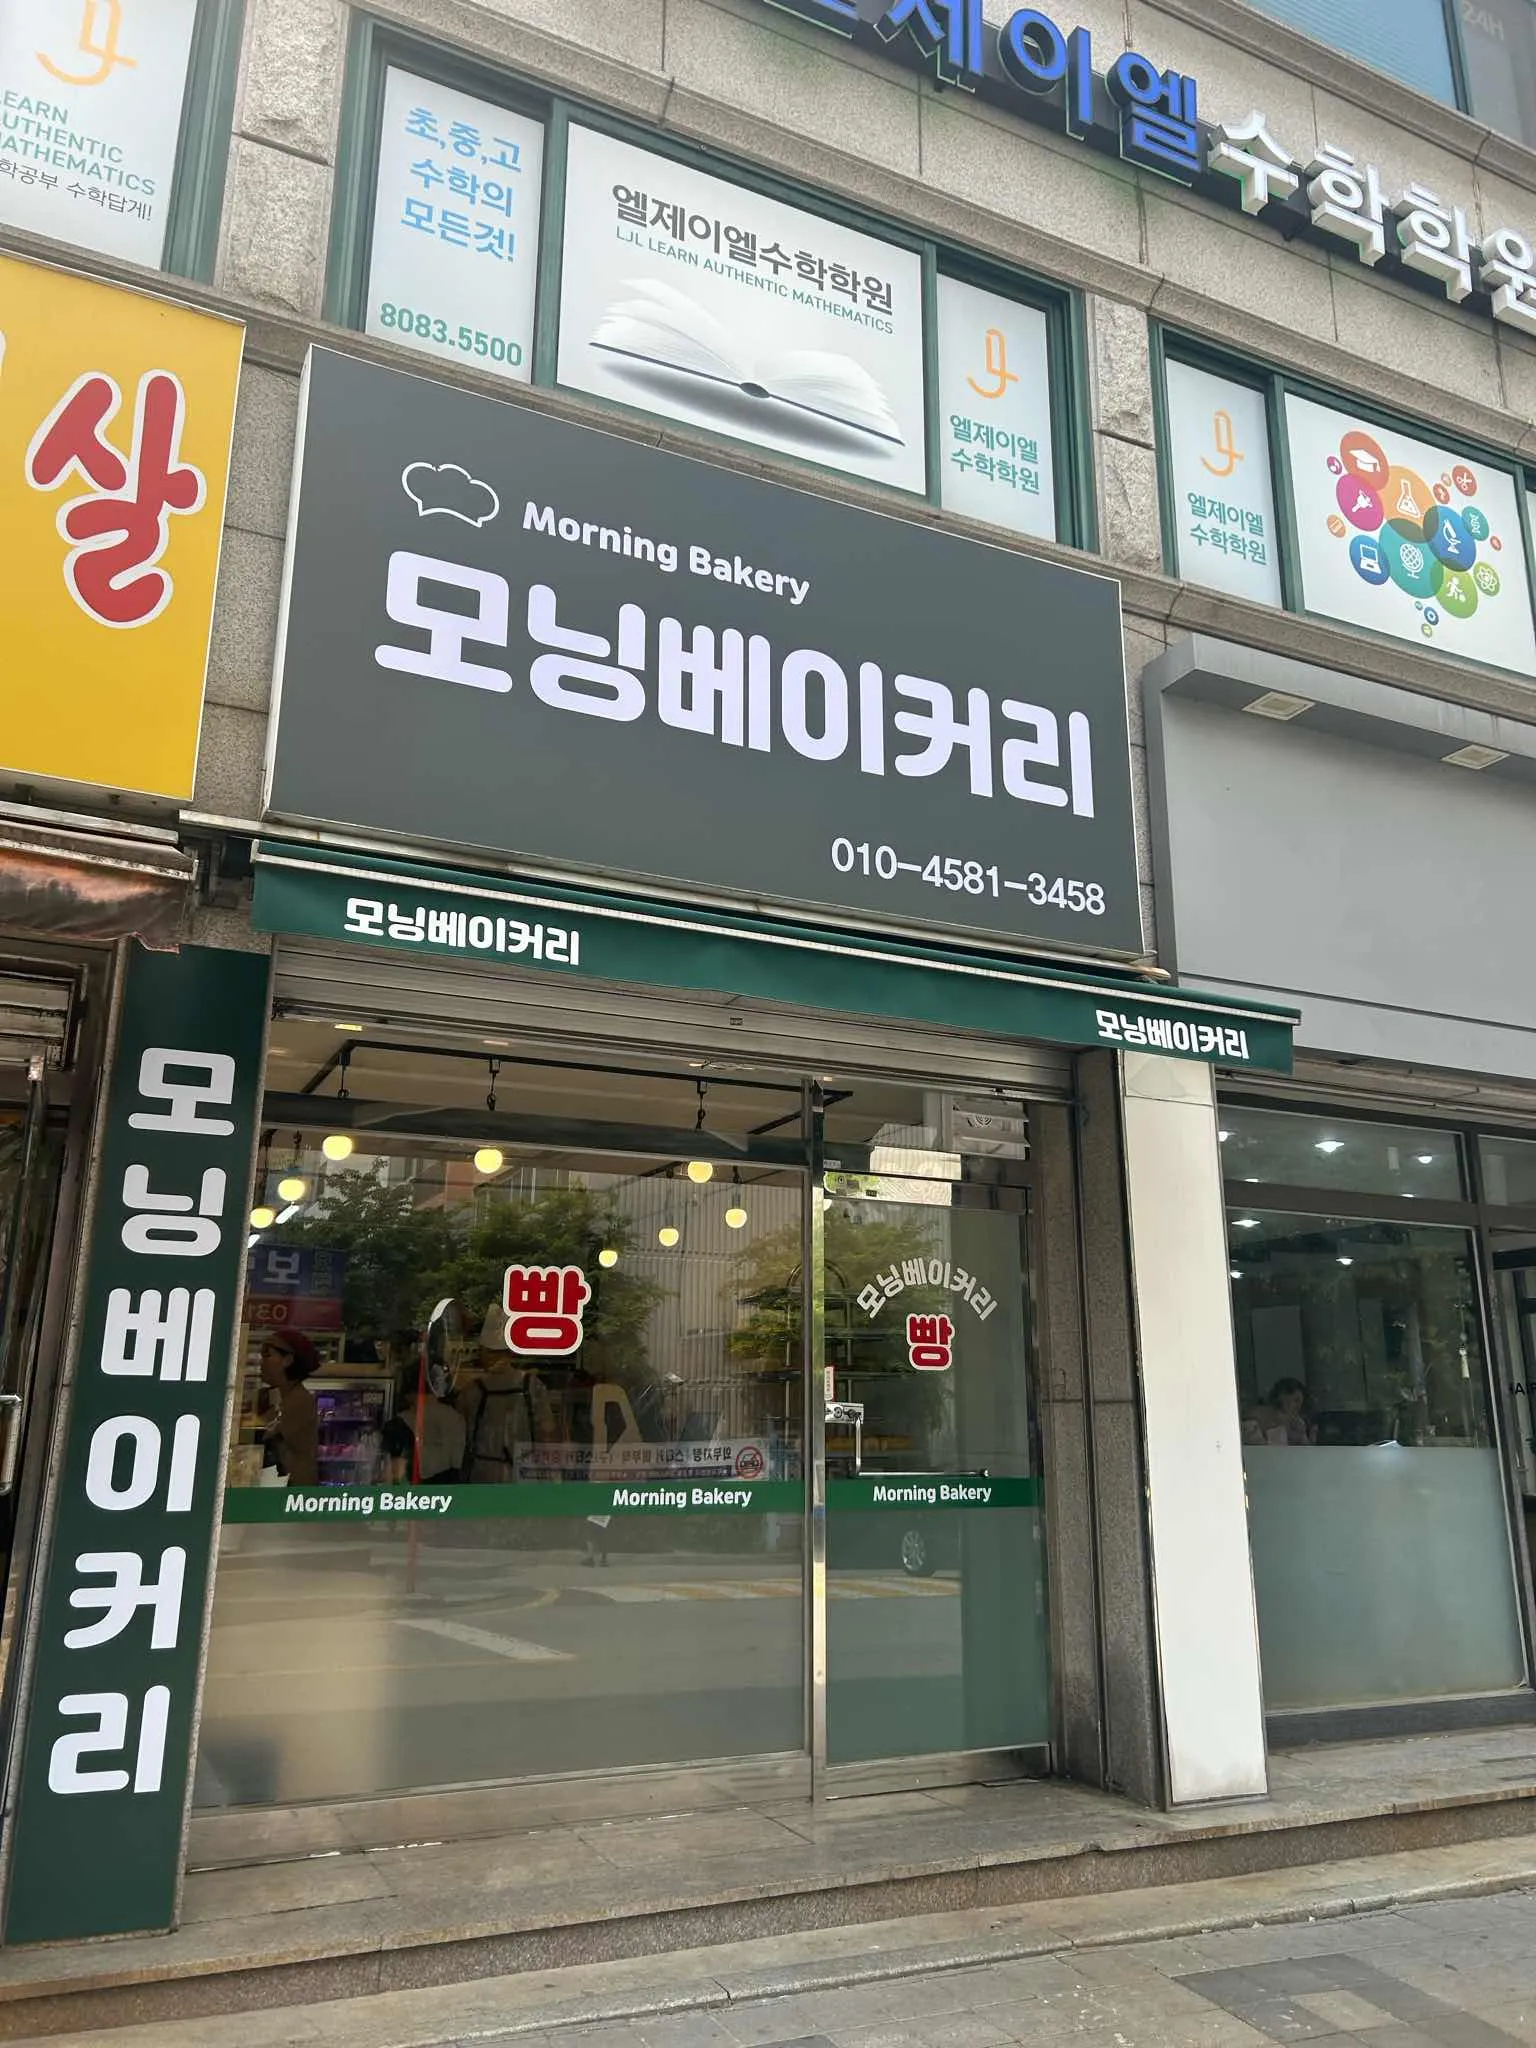 엘제이엘수학학원
24H
LEARN
AUTHENTIC
MATHEMATICS
수학공부 수학답게!
초,중,고
수학의
모든것!
8083.5500
엘제이엘수학학원
LJL LEARN AUTHENTIC MATHEMATICS
엘제이엘
수학학원
엘제이엘
수학학원
살
Morning Bakery
모닝베이커리
010-4581-3458
모닝베이커리
모닝베이커리
모닝베이커리
빵
모닝베이커리
빵
Morning Bakery
Morning Bakery
Morning Bakery